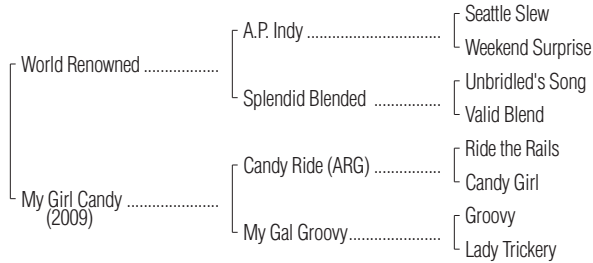 Seattle Slew
A.P. Indy ................................
Weekend Surprise
World Renowned ..................
Unbridled's Song
Splendid Blended ................
Valid Blend
Ride the Rails
Candy Ride (ARG) ................
Candy Girl
My Girl Candy ......................
(2009)
Groovy
My Gal Groovy......................
Lady Trickery